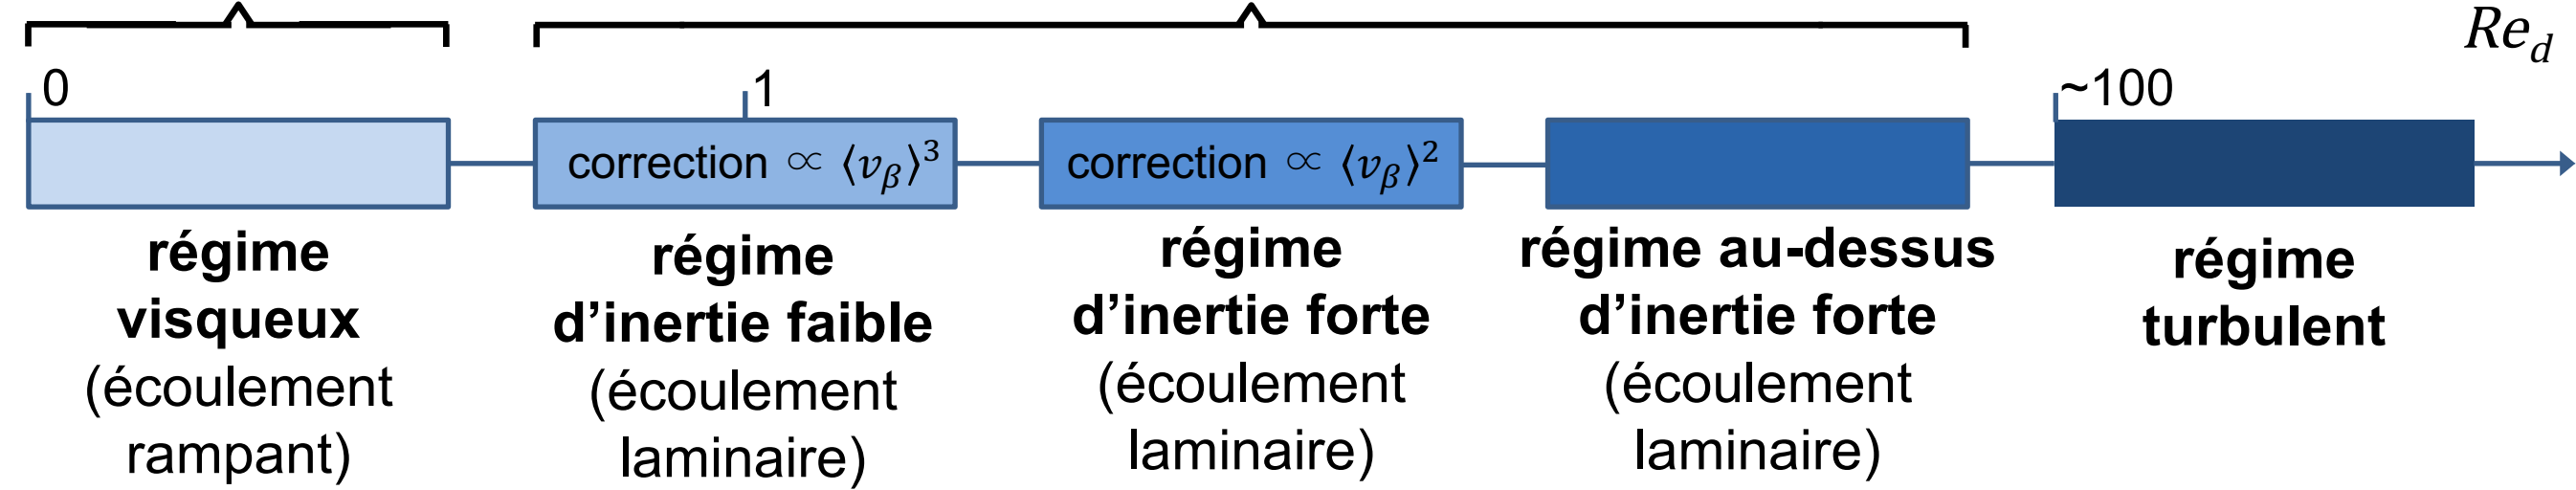 Re_d
0
1
~100
correction ∝ ⟨v_β⟩³
correction ∝ ⟨v_β⟩²
régime
visqueux
(écoulement
rampant)
régime
d’inertie faible
(écoulement
laminaire)
régime
d’inertie forte
(écoulement
laminaire)
régime au-dessus
d’inertie forte
(écoulement
laminaire)
régime
turbulent